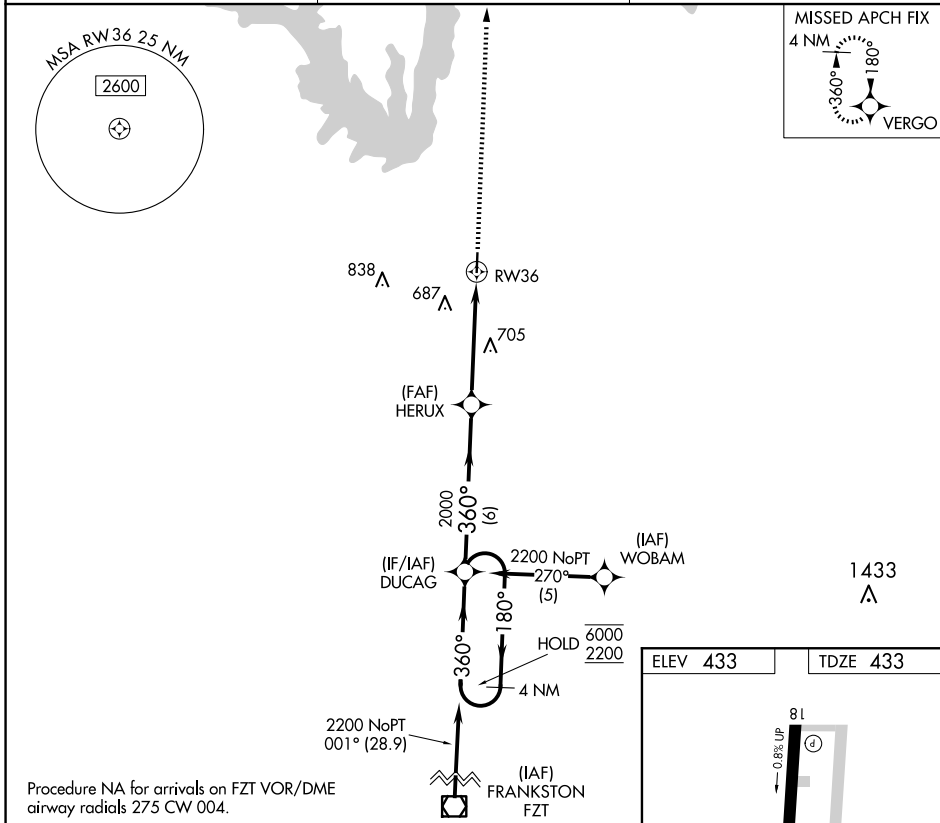 MSA RW36 25 NM
2600
MISSED APCH FIX
4 NM
360°
180°
VERGO
838
687
RW36
705
(FAF)
HERUX
2000
360°
(6)
(IF/IAF)
DUCAG
2200 NoPT
270°
(5)
(IAF)
WOBAM
1433
360°
180°
HOLD
6000
2200
4 NM
2200 NoPT
001° (28.9)
(IAF)
FRANKSTON
FZT
Procedure NA for arrivals on FZT VOR/DME
airway radials 275 CW 004.
ELEV 433
TDZE 433
18
P
0.8% UP